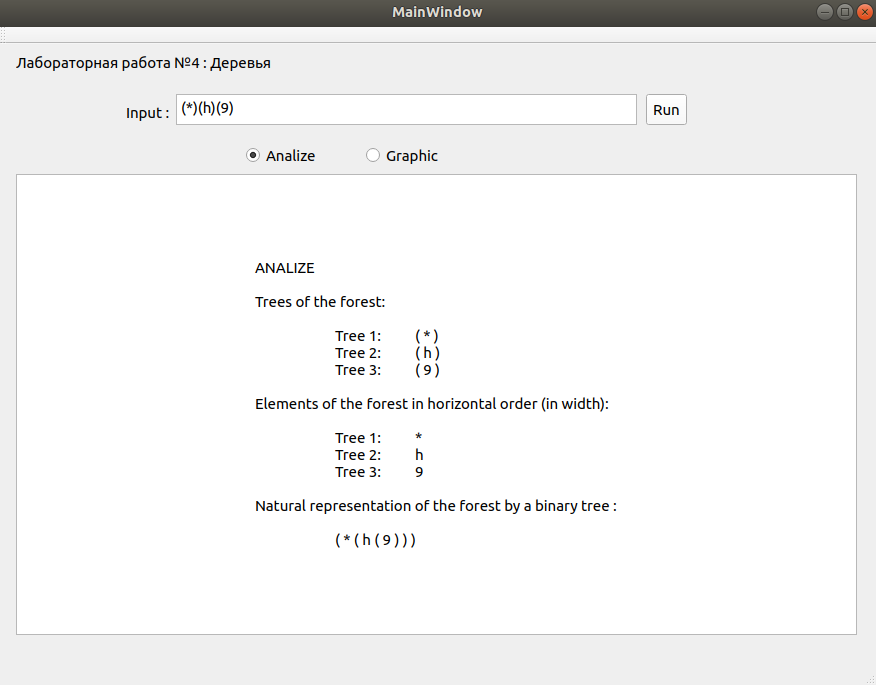 MainWindow
Лабораторная работа №4 : Деревья
Input : (*)(h)(9) Run
Analize Graphic
ANALIZE
Trees of the forest:
Tree 1: ( * )
Tree 2: ( h )
Tree 3: ( 9 )
Elements of the forest in horizontal order (in width):
Tree 1: *
Tree 2: h
Tree 3: 9
Natural representation of the forest by a binary tree :
( * ( h ( 9 ) ) )